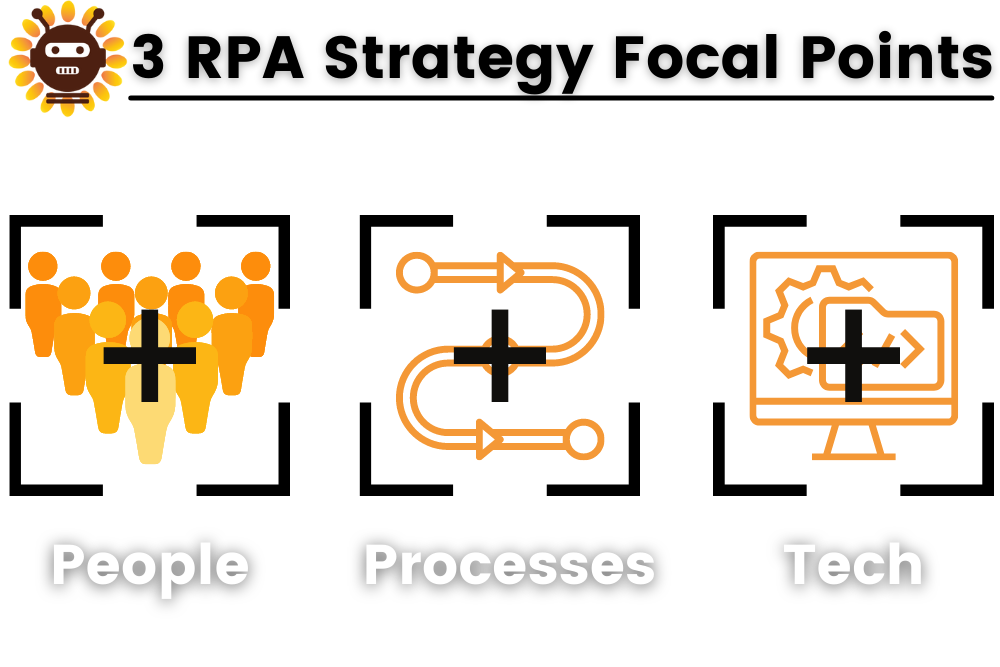 3 RPA Strategy Focal Points
People
Processes
Tech